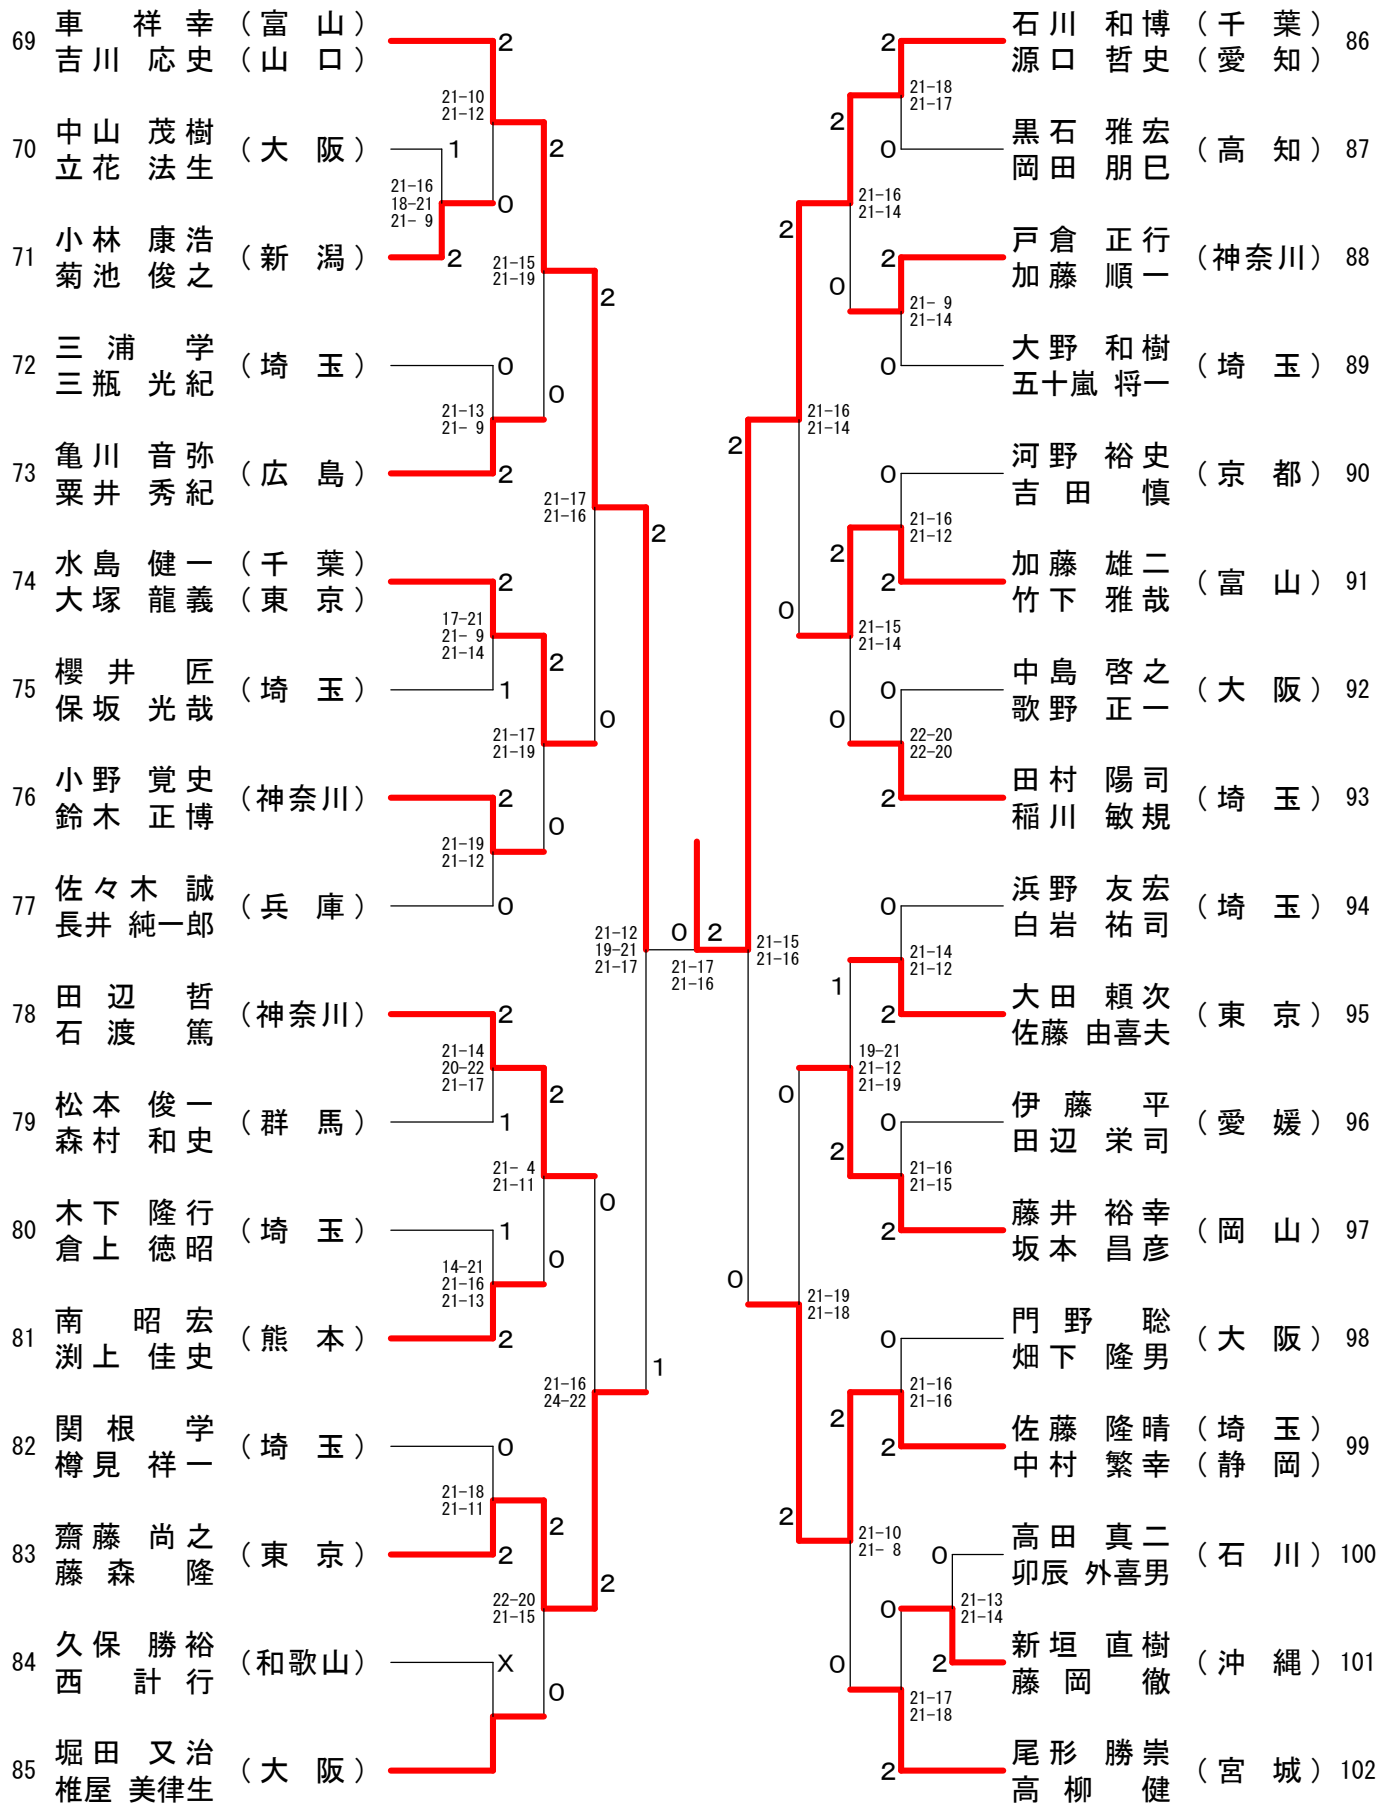 69 車 祥幸 (富山)
吉川 応史 (山口)
2
21-10
21-12
70 中山 茂樹 (大阪)
立花 法生
1
2
21-16
18-21
21- 9
0
71 小林 康浩 (新潟)
菊池 俊之
2
21-15
21-19
2
72 三浦 学 (埼玉)
三瓶 光紀
0
0
21-13
21- 9
73 亀川 音弥 (広島)
粟井 秀紀
2
21-17
21-16
2
74 水島 健一 (千葉)
大塚 龍義 (東京)
2
17-21
21- 9
21-14
75 櫻井 匠 (埼玉)
保坂 光哉
1
2
0
21-17
21-19
76 小野 覚史 (神奈川)
鈴木 正博
2
0
21-19
21-12
77 佐々木 誠 (兵庫)
長井 純一郎
0
21-12
19-21
21-17
0 2
21-17
21-16
78 田辺 哲 (神奈川)
石渡 篤
2
21-14
20-22
21-17
79 松本 俊一 (群馬)
森村 和史
1
2
21- 4
21-11
0
80 木下 隆行 (埼玉)
倉上 徳昭
1
0
14-21
21-16
21-13
81 南 昭宏 (熊本)
渕上 佳史
2
21-16
24-22
1
82 関根 学 (埼玉)
樽見 祥一
0
21-18
21-11
83 齋藤 尚之 (東京)
藤森 隆
2
2
2
22-20
21-15
84 久保 勝裕 (和歌山)
西 計行
X
0
85 堀田 又治 (大阪)
椎屋 美律生
2
石川 和博 (千葉) 86
源口 哲史 (愛知)
21-18
21-17
2
0
黒石 雅宏 (高知) 87
岡田 朋巳
21-16
21-14
2
2
戸倉 正行 (神奈川) 88
加藤 順一
0
21- 9
21-14
0
大野 和樹 (埼玉) 89
五十嵐 将一
21-16
21-14
2
0
河野 裕史 (京都) 90
吉田 慎
21-16
21-12
2
2
加藤 雄二 (富山) 91
竹下 雅哉
0
21-15
21-14
0
中島 啓之 (大阪) 92
歌野 正一
0
22-20
22-20
2
田村 陽司 (埼玉) 93
稲川 敏規
0
浜野 友宏 (埼玉) 94
白岩 祐司
21-15
21-16
21-14
21-12
1
2
大田 頼次 (東京) 95
佐藤 由喜夫
19-21
21-12
21-19
0
0
伊藤 平 (愛媛) 96
田辺 栄司
2
21-16
21-15
2
藤井 裕幸 (岡山) 97
坂本 昌彦
0
21-19
21-18
0
門野 聡 (大阪) 98
畑下 隆男
21-16
21-16
2
2
佐藤 隆晴 (埼玉) 99
中村 繁幸 (静岡)
2
21-10
21- 8
0
高田 真二 (石川) 100
卯辰 外喜男
21-13
21-14
0
2
新垣 直樹 (沖縄) 101
藤岡 徹
0
21-17
21-18
2
尾形 勝崇 (宮城) 102
高柳 健